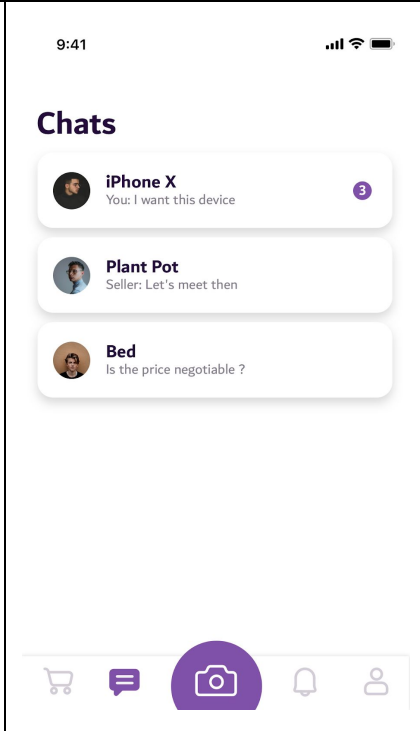 9:41
Chats
iPhone X
You: I want this device
3
Plant Pot
Seller: Let's meet then
Bed
Is the price negotiable ?